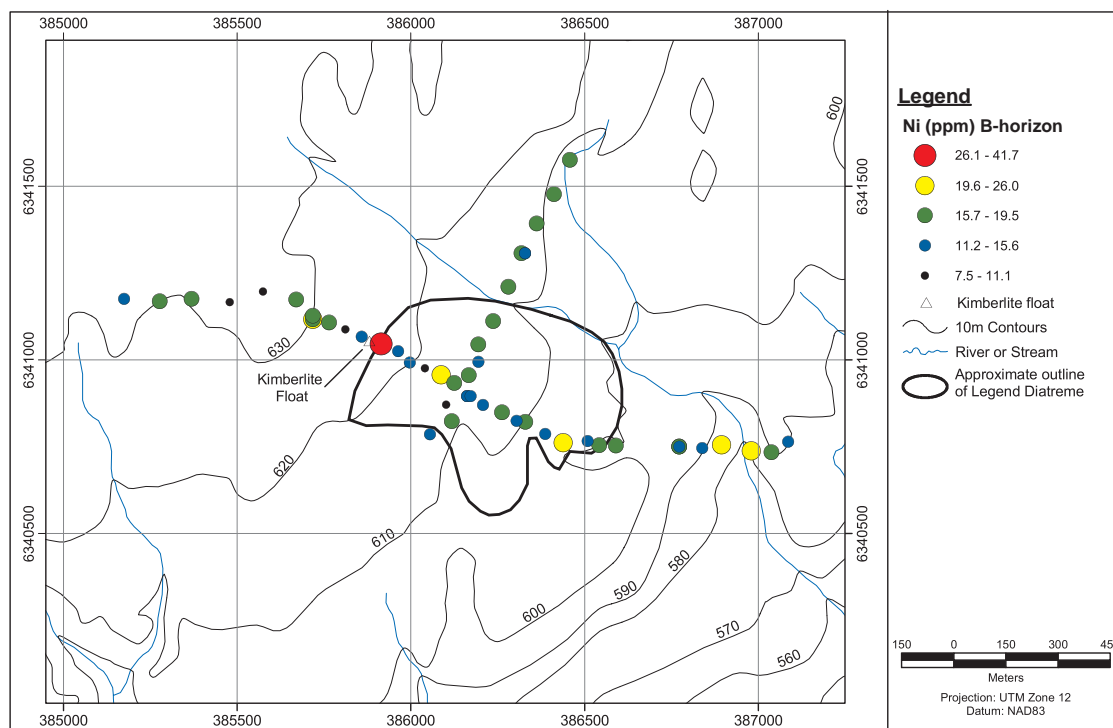 385000 385500 386000 386500 387000
6341500 6341500
6341000 6341000
6340500 6340500
600
630
Kimberlite
Float
620
610
600
590
580
570
560
385000 385500 386000 386500 387000
Legend
Ni (ppm) B-horizon
26.1 - 41.7
19.6 - 26.0
15.7 - 19.5
11.2 - 15.6
7.5 - 11.1
Kimberlite float
10m Contours
River or Stream
Approximate outline
of Legend Diatreme
150 0 150 300
Meters
Projection: UTM Zone 12
Datum: NAD83